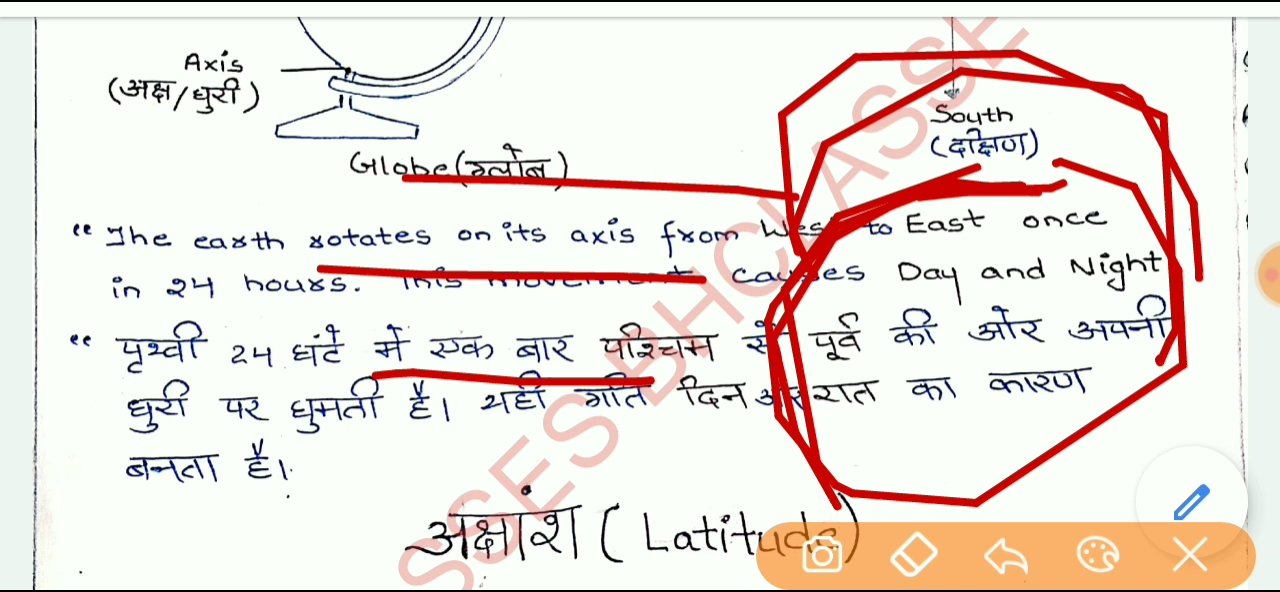 Axis
(अक्ष/धुरी)
South
(दक्षिण)
Globe(ग्लोब)
"The earth rotates on its axis from West to East once
in 24 hours. This movement causes Day and Night
" पृथ्वी 24 घंटे में एक बार पश्चिम से पूर्व की ओर अपनी
धुरी पर घुमती है। यही गति दिन और रात का कारण
बनता है।
अक्षांश (Latitude)
SSES BHCLASSE